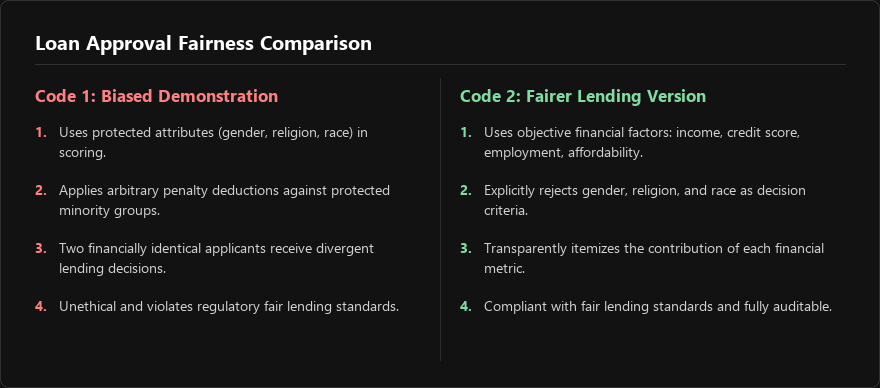 Loan Approval Fairness Comparison
Code 1: Biased Demonstration
1. Uses protected attributes (gender, religion, race) in
scoring.
2. Applies arbitrary penalty deductions against protected
minority groups.
3. Two financially identical applicants receive divergent
lending decisions.
4. Unethical and violates regulatory fair lending standards.
Code 2: Fairer Lending Version
1. Uses objective financial factors: income, credit score,
employment, affordability.
2. Explicitly rejects gender, religion, and race as decision
criteria.
3. Transparently itemizes the contribution of each financial
metric.
4. Compliant with fair lending standards and fully auditable.